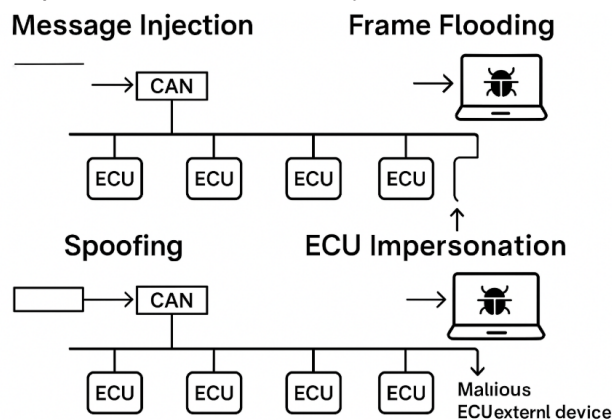 Message Injection
Frame Flooding
CAN
ECU
ECU
ECU
ECU
Spoofing
ECU Impersonation
CAN
ECU
ECU
ECU
ECU
Maliious
ECUexternl device